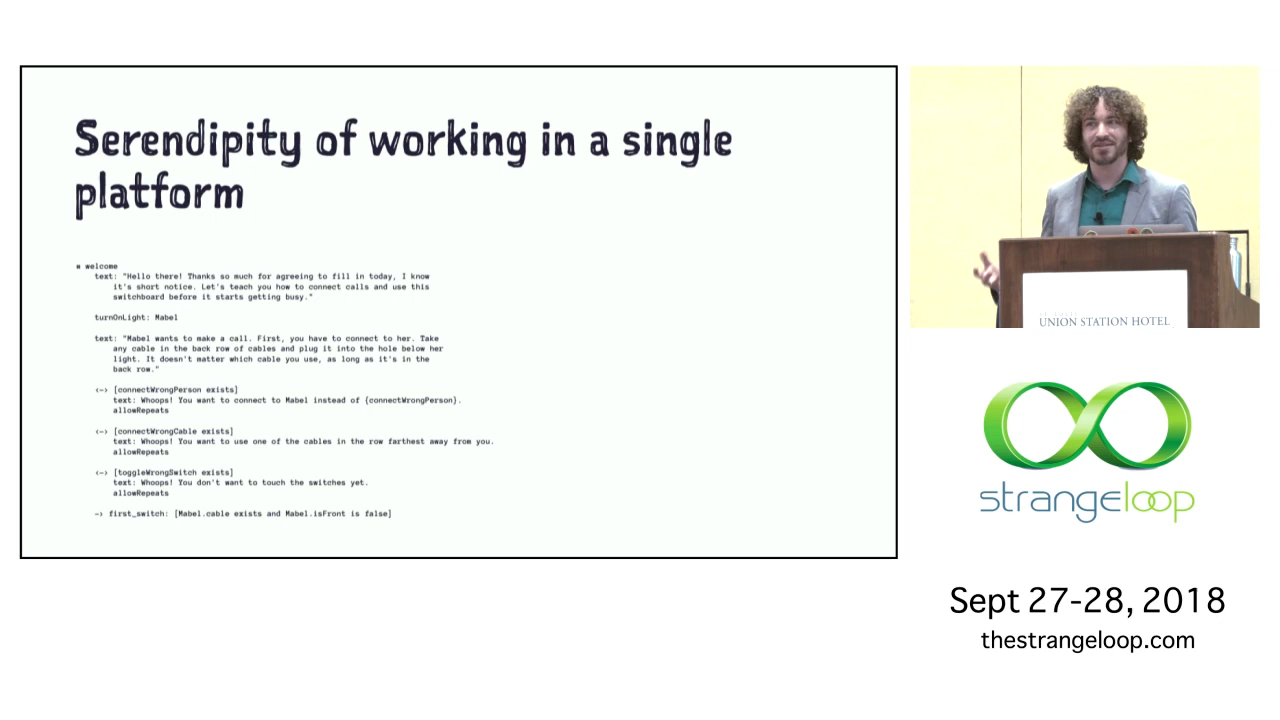 Serendipity of working in a single
platform
# welcome
text: "Hello there! Thanks so much for agreeing to fill in today, I know
it's short notice. Let's teach you how to connect calls and use this
switchboard before it starts getting busy."
turnOnLight: Mabel
text: "Mabel wants to make a call. First, you have to connect to her. Take
any cable in the back row of cables and plug it into the hole below her
light. It doesn't matter which cable you use, as long as it's in the
back row."
<-> [connectWrongPerson exists]
text: Whoops! You want to connect to Mabel instead of {connectWrongPerson}.
allowRepeats
<-> [connectWrongCable exists]
text: Whoops! You want to use one of the cables in the row farthest away from you.
allowRepeats
<-> [toggleWrongSwitch exists]
text: Whoops! You don't want to touch the switches yet.
allowRepeats
-> first_switch: [Mabel.cable exists and Mabel.isFront is false]
UNION STATION HOTEL
strangeloop
Sept 27-28, 2018
thestrangeloop.com